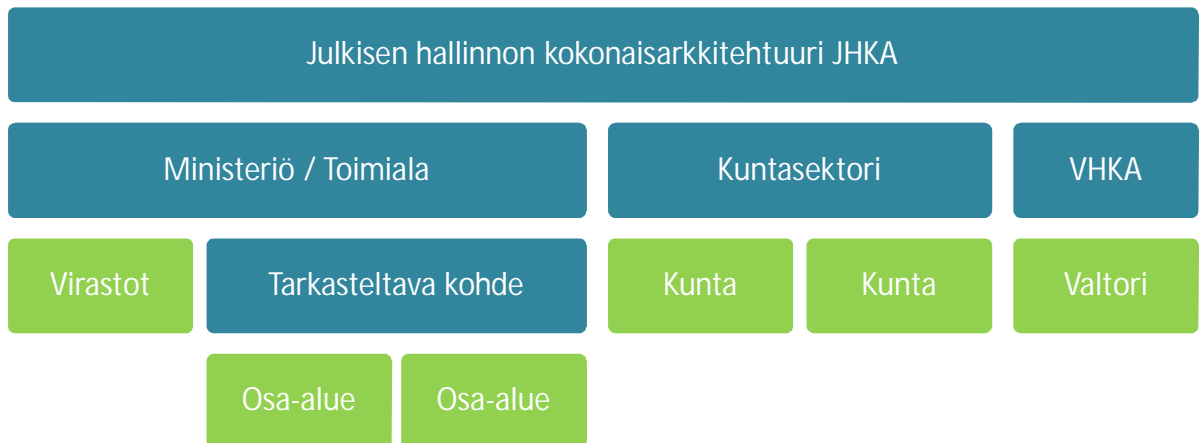 Julkisen hallinnon kokonaisarkkitehtuuri JHKA
Ministeriö / Toimiala
Kuntasektori
VHKA
Virastot
Tarkasteltava kohde
Kunta
Kunta
Valtori
Osa-alue
Osa-alue